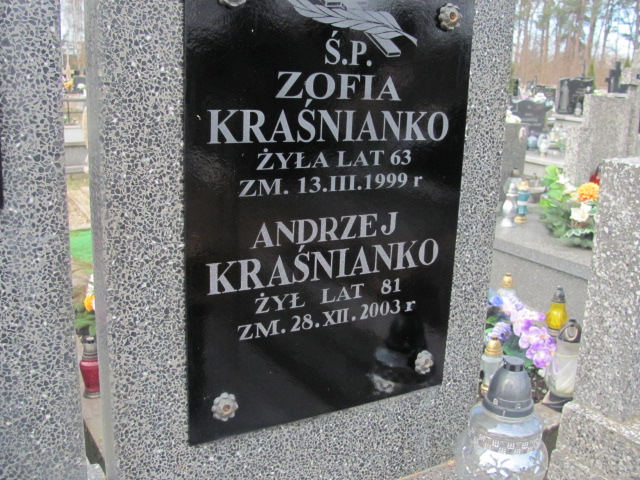 Ś.P.
ZOFIA
KRAŚNIANKO
ŻYŁA LAT 63
ZM. 13.III.1999 r
ANDRZEJ
KRAŚNIANKO
ŻYŁ LAT 81
ZM. 28.XII.2003 r